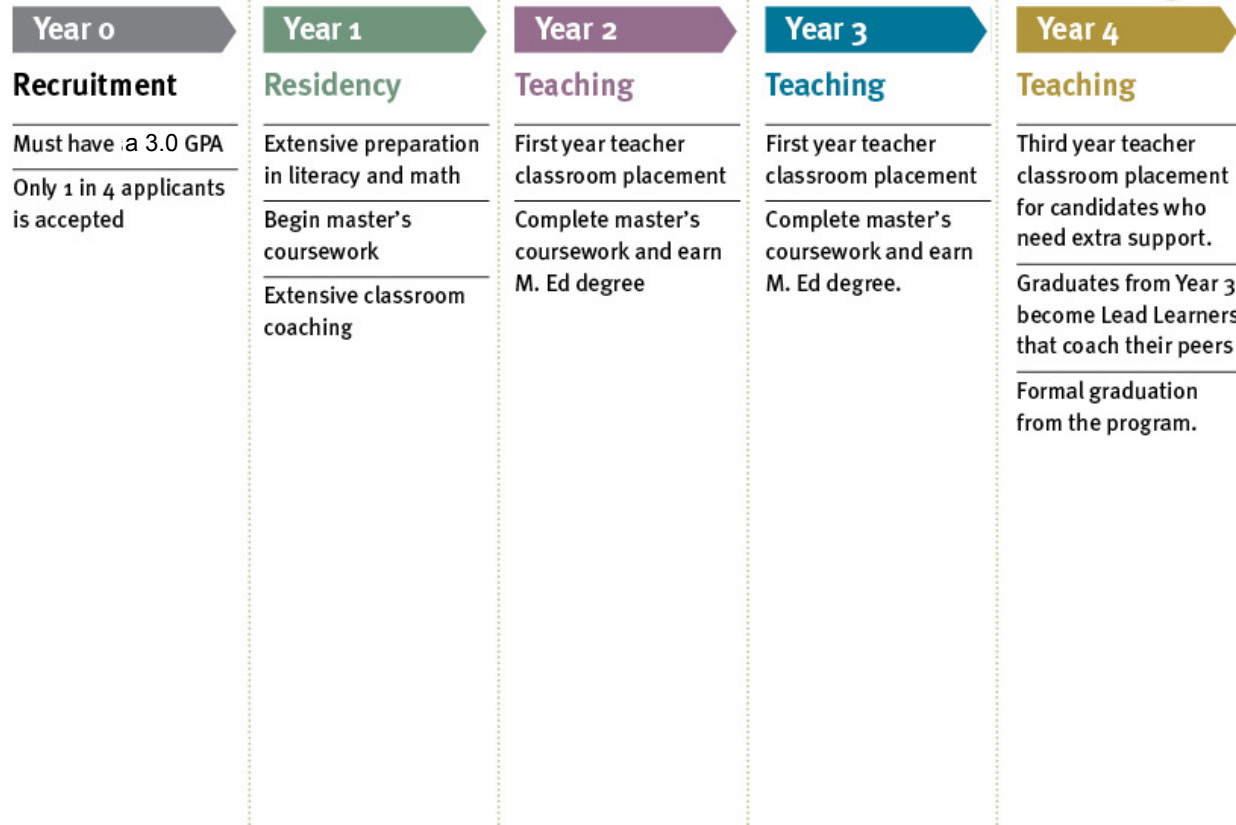 Year 0
Recruitment
Must have a 3.0 GPA
Only 1 in 4 applicants
is accepted
Year 1
Residency
Extensive preparation
in literacy and math
Begin master's
coursework
Extensive classroom
coaching
Year 2
Teaching
First year teacher
classroom placement
Complete master's
coursework and earn
M. Ed degree
Year 3
Teaching
First year teacher
classroom placement
Complete master's
coursework and earn
M. Ed degree.
Year 4
Teaching
Third year teacher
classroom placement
for candidates who
need extra support.
Graduates from Year 3
become Lead Learners
that coach their peers
Formal graduation
from the program.